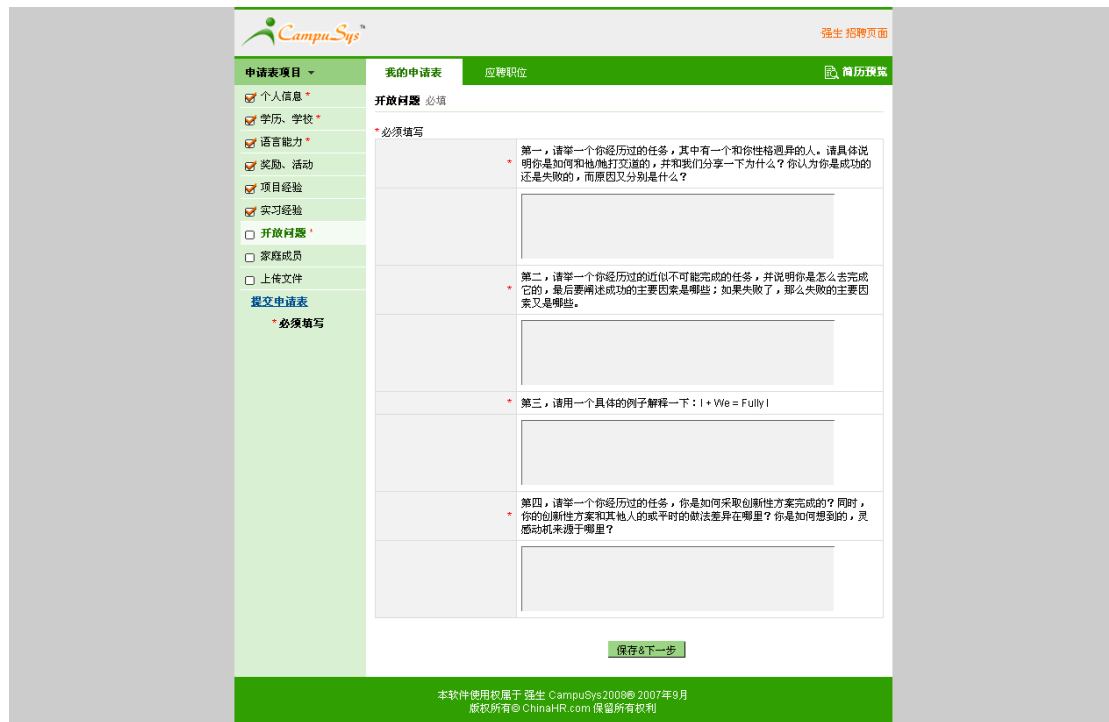 CampuSys™
强生 招聘页面
申请表项目
我的申请表
应聘职位
简历预览
个人信息 *
学历、学校 *
语言能力 *
奖励、活动
项目经验
实习经验
开放问题 *
家庭成员
上传文件
提交申请表
* 必须填写
开放问题 必填
* 必须填写
*
第一，请举一个你经历过的任务，其中有一个和你性格迥异的人。请具体说
明你是如何和他/她打交道的，并和我们分享一下为什么？你认为你是成功的
还是失败的，而原因又分别是什么？
*
第二，请举一个你经历过的近似不可能完成的任务，并说明你是怎么去完成
它的，最后要阐述成功的主要因素是哪些；如果失败了，那么失败的主要因
素又是哪些。
* 第三，请用一个具体的例子解释一下：I + We = Fully I
*
第四，请举一个你经历过的任务，你是如何采取创新性方案完成的？同时，
你的创新性方案和其他人的或平时的做法差异在哪里？你是如何想到的，灵
感动机来源于哪里？
保存&下一步
本软件使用权属于 强生 CampuSys2008® 2007年9月
版权所有© ChinaHR.com 保留所有权利